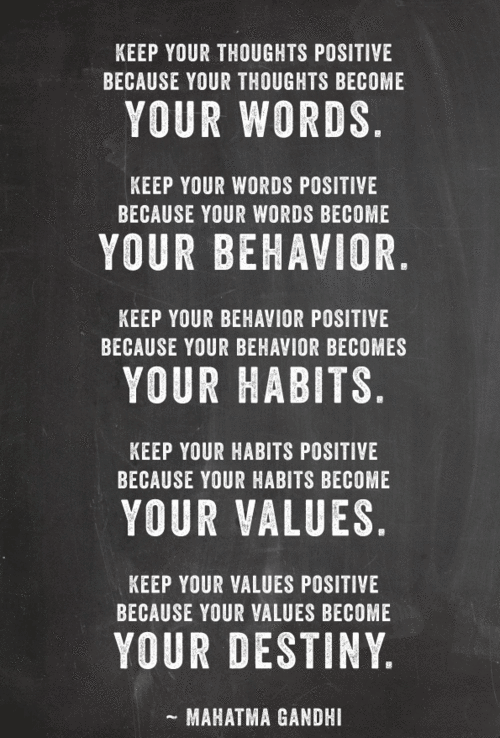 KEEP YOUR THOUGHTS POSITIVE
BECAUSE YOUR THOUGHTS BECOME
YOUR WORDS.
KEEP YOUR WORDS POSITIVE
BECAUSE YOUR WORDS BECOME
YOUR BEHAVIOR.
KEEP YOUR BEHAVIOR POSITIVE
BECAUSE YOUR BEHAVIOR BECOMES
YOUR HABITS.
KEEP YOUR HABITS POSITIVE
BECAUSE YOUR HABITS BECOME
YOUR VALUES.
KEEP YOUR VALUES POSITIVE
BECAUSE YOUR VALUES BECOME
YOUR DESTINY.
~ MAHATMA GANDHI